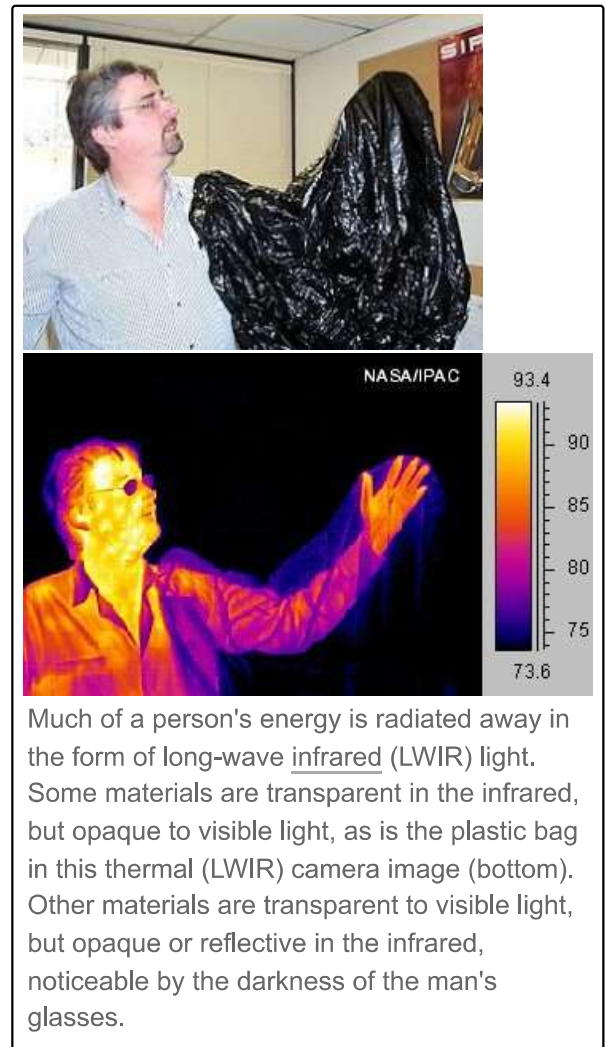 SIR
NASA/IPAC
93.4
90
85
80
75
73.6
Much of a person's energy is radiated away in
the form of long-wave infrared (LWIR) light.
Some materials are transparent in the infrared,
but opaque to visible light, as is the plastic bag
in this thermal (LWIR) camera image (bottom).
Other materials are transparent to visible light,
but opaque or reflective in the infrared,
noticeable by the darkness of the man's
glasses.